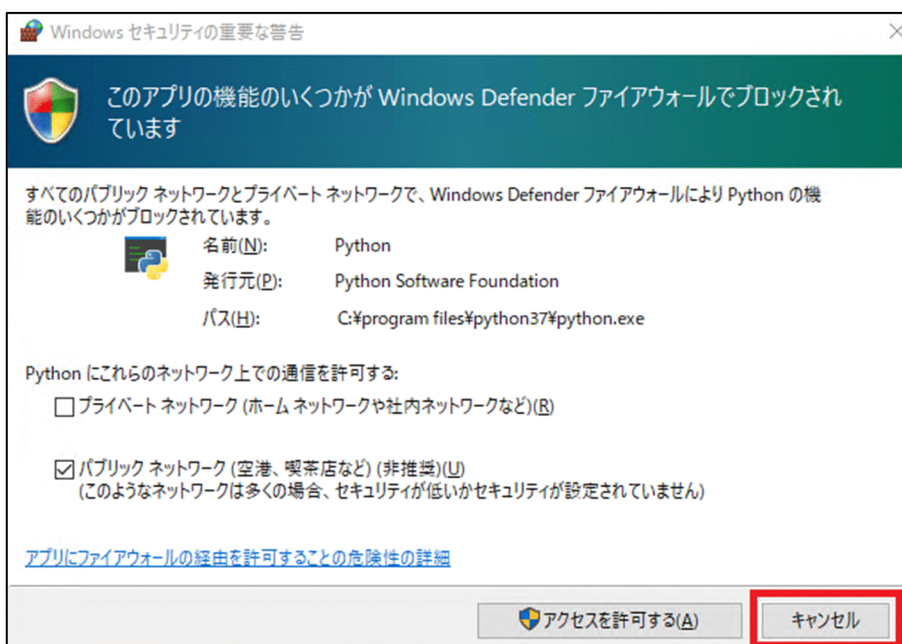 Windows セキュリティの重要な警告
このアプリの機能のいくつかが Windows Defender ファイアウォールでブロックされ
ています
すべてのパブリック ネットワークとプライベート ネットワークで、Windows Defender ファイアウォールにより Python の機
能のいくつかがブロックされています。
名前(N): Python
発行元(P): Python Software Foundation
パス(H): C:¥program files¥python37¥python.exe
Python にこれらのネットワーク上での通信を許可する:
プライベート ネットワーク (ホーム ネットワークや社内ネットワークなど)(R)
パブリック ネットワーク (空港、喫茶店など) (非推奨)(U)
(このようなネットワークは多くの場合、セキュリティが低いかセキュリティが設定されていません)
アプリにファイアウォールの経由を許可することの危険性の詳細
アクセスを許可する(A) キャンセル